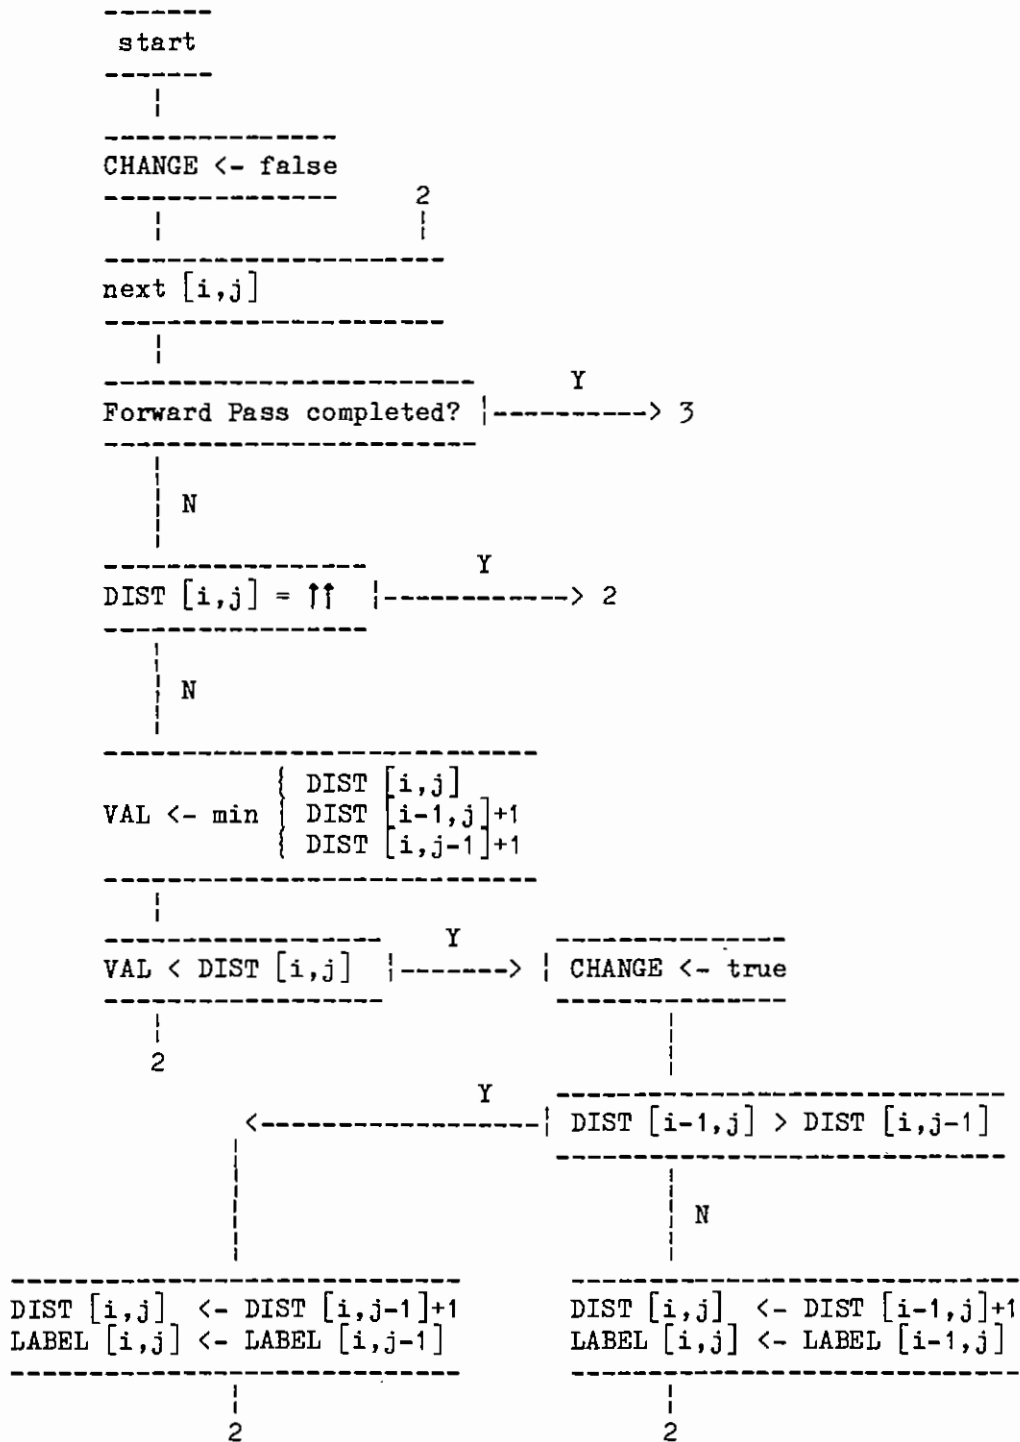 start
CHANGE <- false
2
next [i,j]
Y
Forward Pass completed? ----------> 3
N
Y
DIST [i,j] = ⇈ ------------> 2
N
{ DIST [i,j]
VAL <- min { DIST [i-1,j]+1
{ DIST [i,j-1]+1
Y
VAL < DIST [i,j] -------> CHANGE <- true
2
Y
<------------------ DIST [i-1,j] > DIST [i,j-1]
N
DIST [i,j] <- DIST [i,j-1]+1 DIST [i,j] <- DIST [i-1,j]+1
LABEL [i,j] <- LABEL [i,j-1] LABEL [i,j] <- LABEL [i-1,j]
2 2